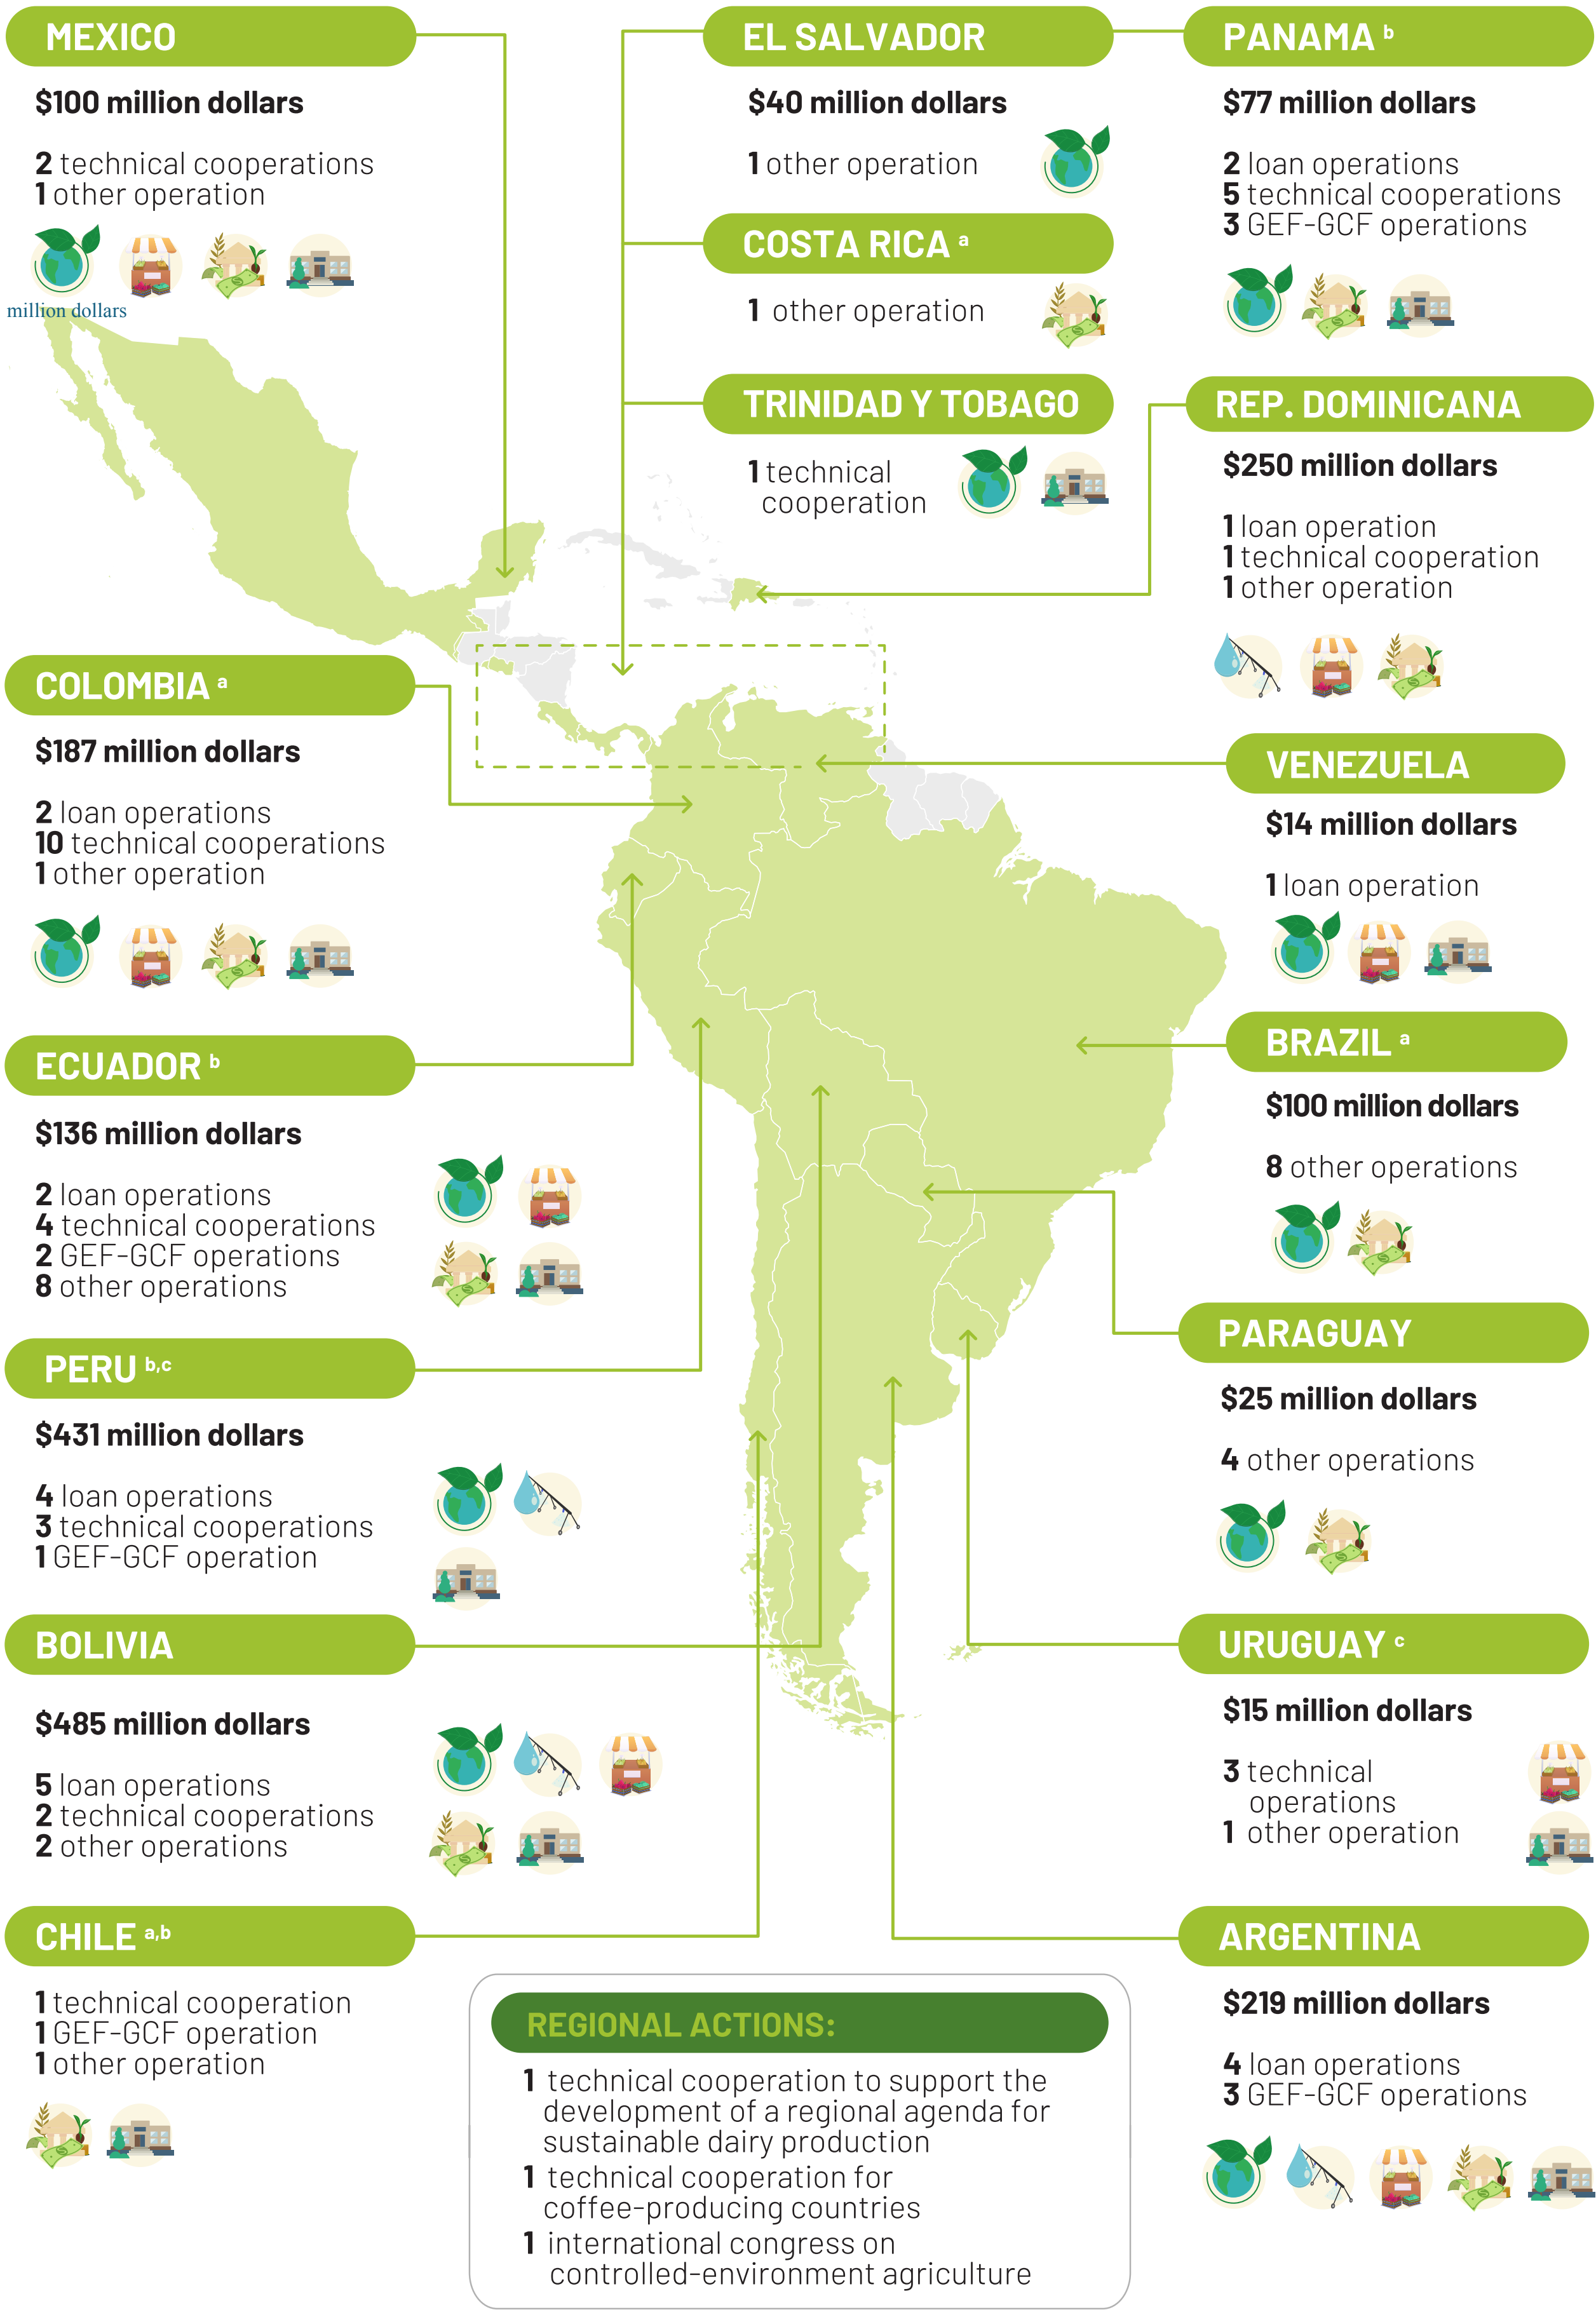 MEXICO
$100 million dollars
2 technical cooperations
1 other operation
million dollars
EL SALVADOR
$40 million dollars
1 other operation
COSTA RICA a
1 other operation
TRINIDAD Y TOBAGO
1 technical
cooperation
PANAMA b
$77 million dollars
2 loan operations
5 technical cooperations
3 GEF-GCF operations
REP. DOMINICANA
$250 million dollars
1 loan operation
1 technical cooperation
1 other operation
COLOMBIA a
$187 million dollars
2 loan operations
10 technical cooperations
1 other operation
VENEZUELA
$14 million dollars
1 loan operation
ECUADOR b
$136 million dollars
2 loan operations
4 technical cooperations
2 GEF-GCF operations
8 other operations
BRAZIL a
$100 million dollars
8 other operations
PERU b,c
$431 million dollars
4 loan operations
3 technical cooperations
1 GEF-GCF operation
PARAGUAY
$25 million dollars
4 other operations
BOLIVIA
$485 million dollars
5 loan operations
2 technical cooperations
2 other operations
URUGUAY c
$15 million dollars
3 technical
operations
1 other operation
CHILE a,b
1 technical cooperation
1 GEF-GCF operation
1 other operation
ARGENTINA
$219 million dollars
4 loan operations
3 GEF-GCF operations
REGIONAL ACTIONS:
1 technical cooperation to support the
development of a regional agenda for
sustainable dairy production
1 technical cooperation for
coffee-producing countries
1 international congress on
controlled-environment agriculture